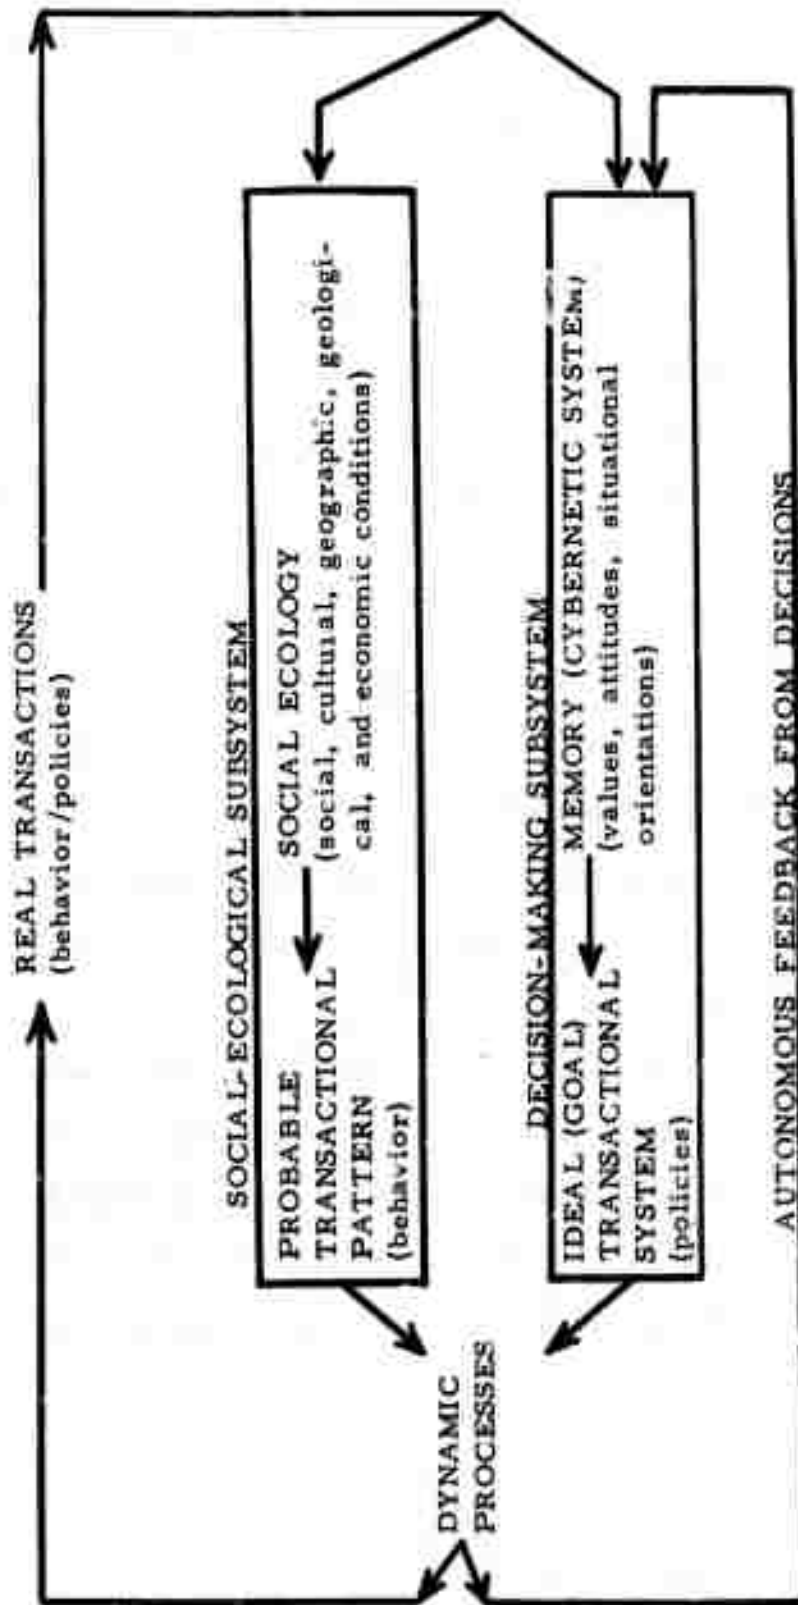 REAL TRANSACTIONS
(behavior/policies)
SOCIAL-ECOLOGICAL SUBSYSTEM
PROBABLE
TRANSACTIONAL
PATTERN
(behavior)
SOCIAL ECOLOGY
(social, cultural, geographic, geologi-
cal, and economic conditions)
DYNAMIC
PROCESSES
DECISION-MAKING SUBSYSTEM
IDEAL (GOAL)
TRANSACTIONAL
SYSTEM
(policies)
MEMORY (CYBERNETIC SYSTEM)
(values, attitudes, situational
orientations)
AUTONOMOUS FEEDBACK FROM DECISIONS